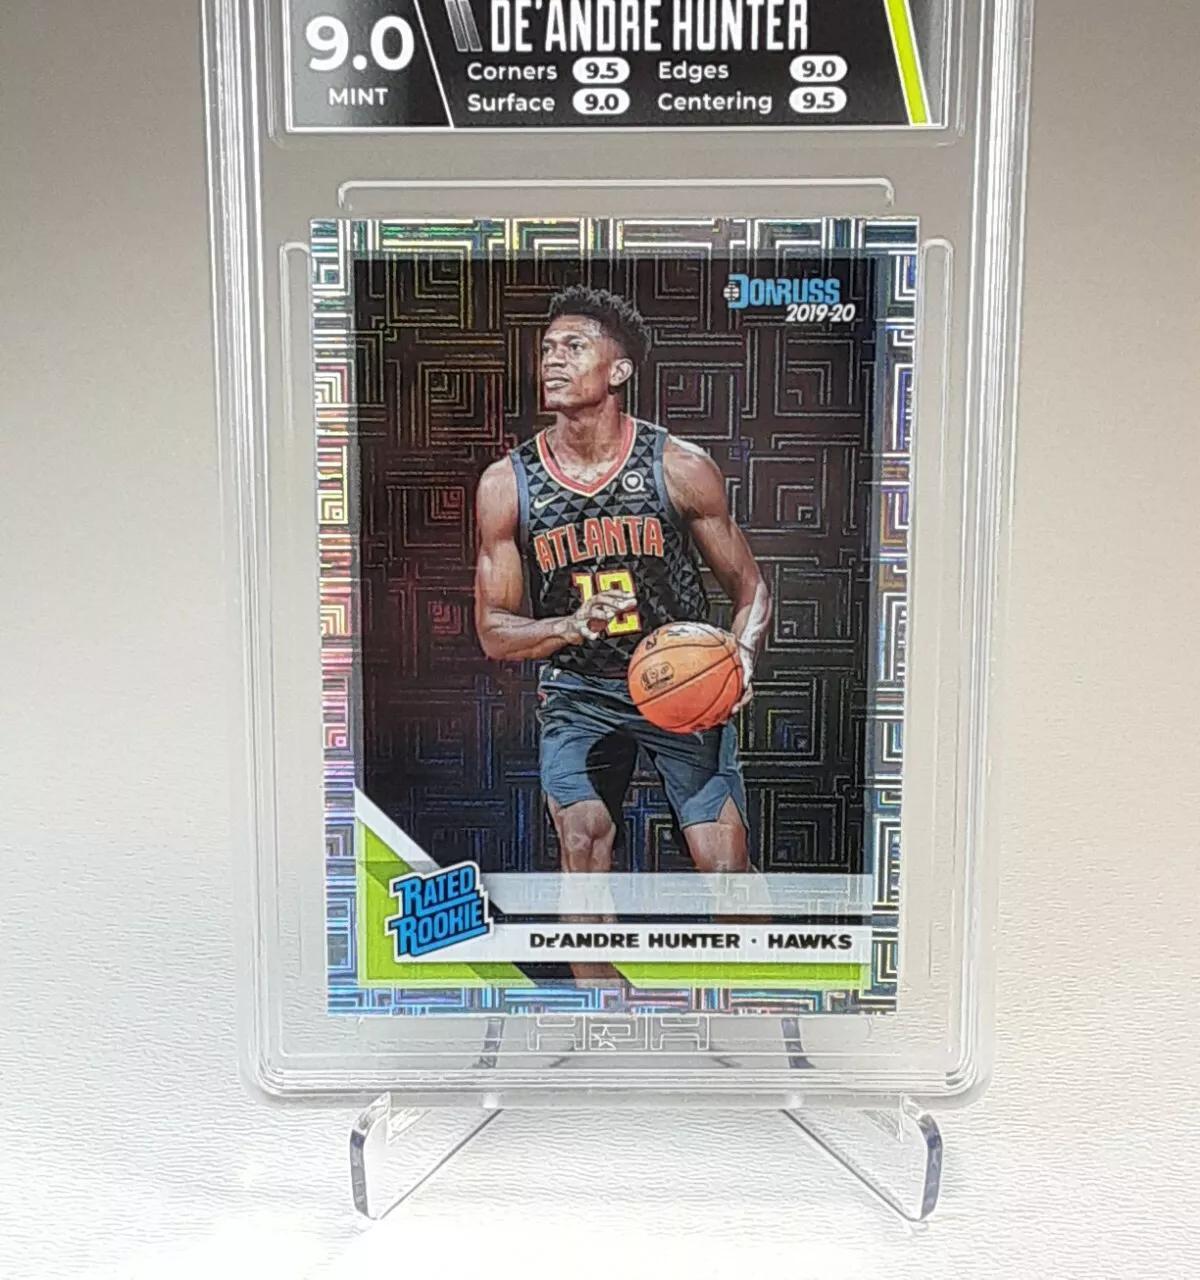 9.0
MINT
DE'ANDRE HUNTER
Corners 9.5 Edges 9.0
Surface 9.0 Centering 9.5
DONRUSS
2019-20
ATLANTA
12
RATED
ROOKIE
De'ANDRE HUNTER · HAWKS